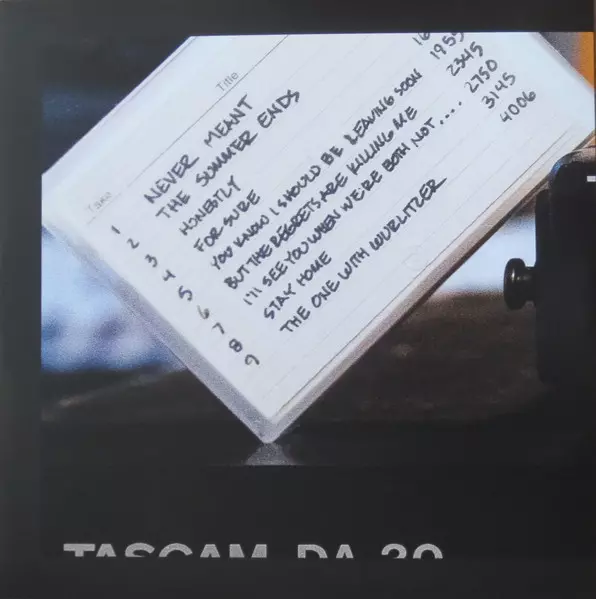 Title
Take
1 NEVER MEANT
2 THE SUMMER ENDS
3 HONESTLY
4 FOR SURE
5 YOU KNOW I SHOULD BE LEAVING SOON
6 BUT THE REGRETS ARE KILLING ME
7 I'll SEE YOU WHEN WE'RE BOTH NOT ....
8 STAY HOME
9 THE ONE WITH WURLITZER
1955
2345
2750
3145
4006
TASCAM DA-30